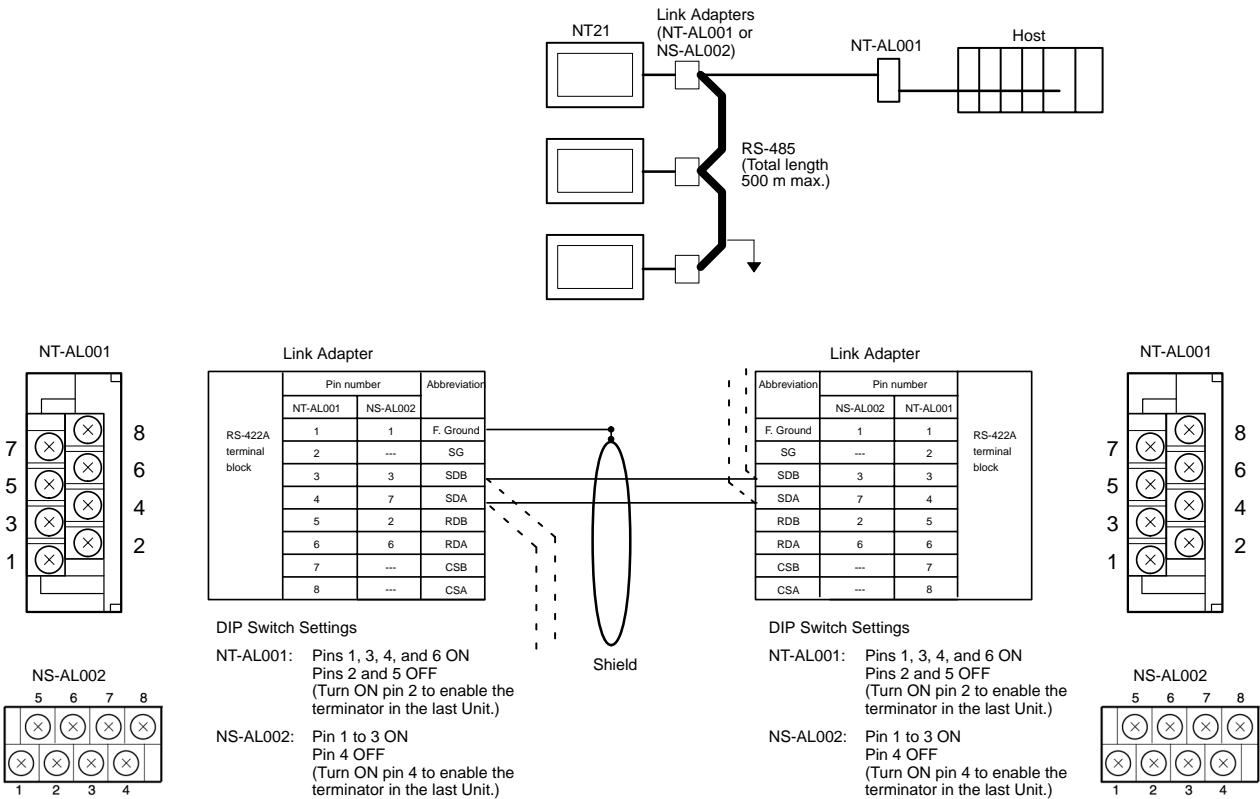 NT21
Link Adapters
(NT-AL001 or
NS-AL002)
NT-AL001
Host
RS-485
(Total length
500 m max.)
NT-AL001
7
5
3
1
8
6
4
2
Link Adapter
RS-422A
terminal
block
Pin number
Abbreviation
NT-AL001 NS-AL002
1 1 F. Ground
2 --- SG
3 3 SDB
4 7 SDA
5 2 RDB
6 6 RDA
7 --- CSB
8 --- CSA
DIP Switch Settings
NT-AL001: Pins 1, 3, 4, and 6 ON
Pins 2 and 5 OFF
(Turn ON pin 2 to enable the
terminator in the last Unit.)
NS-AL002: Pin 1 to 3 ON
Pin 4 OFF
(Turn ON pin 4 to enable the
terminator in the last Unit.)
NS-AL002
5 6 7 8
1 2 3 4
Shield
Link Adapter
Abbreviation
Pin number
NS-AL002 NT-AL001
RS-422A
terminal
block
F. Ground 1 1
SG --- 2
SDB 3 3
SDA 7 4
RDB 2 5
RDA 6 6
CSB --- 7
CSA --- 8
DIP Switch Settings
NT-AL001: Pins 1, 3, 4, and 6 ON
Pins 2 and 5 OFF
(Turn ON pin 2 to enable the
terminator in the last Unit.)
NS-AL002: Pin 1 to 3 ON
Pin 4 OFF
(Turn ON pin 4 to enable the
terminator in the last Unit.)
NT-AL001
7
5
3
1
8
6
4
2
NS-AL002
5 6 7 8
1 2 3 4